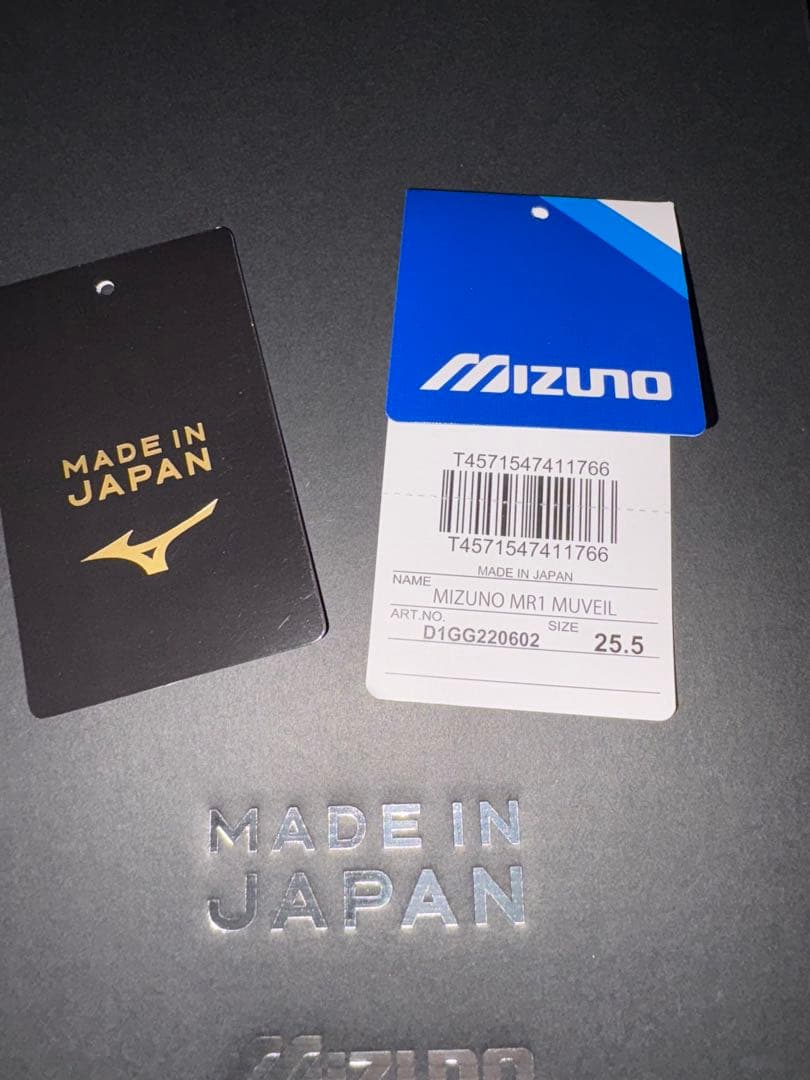 MADE IN
JAPAN
MIZUNO
T4571547411766
T4571547411766
MADE IN JAPAN
NAME
MIZUNO MR1 MUVEIL
ART.NO.
D1GG220602
SIZE
25.5
MADE IN
JAPAN
MIZUNO